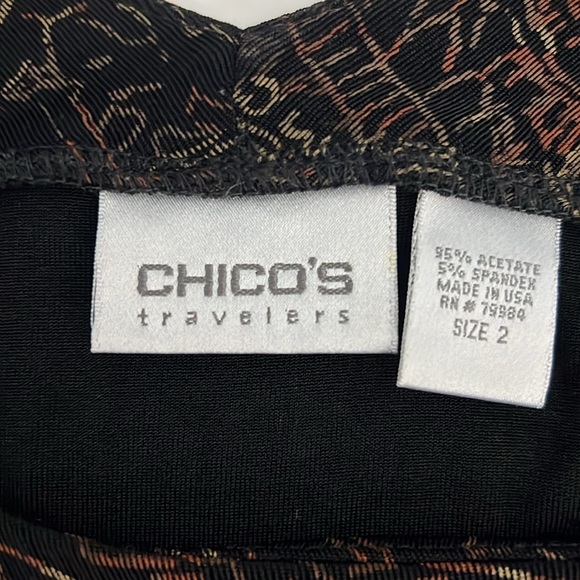 CHICO'S
travelers
95% ACETATE
5% SPANDEX
MADE IN USA
RN # 79984
SIZE 2